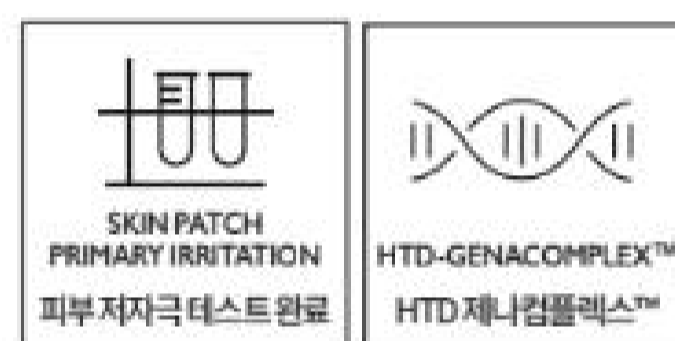 SKIN PATCH
PRIMARY IRRITATION
피부 저자극 테스트 완료
HTD-GENACOMPLEX™
HTD 제나컴플렉스™